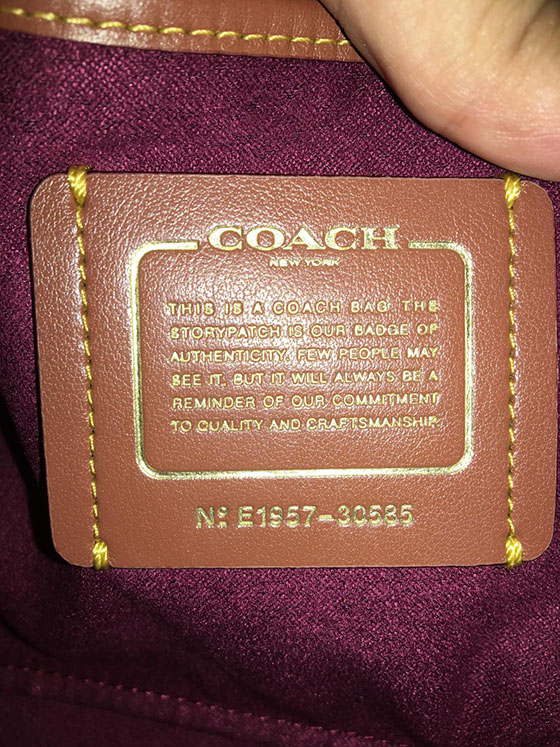 COACH
NEW YORK
THIS IS A COACH BAG. THE
STORYPATCH IS OUR BADGE OF
AUTHENTICITY. FEW PEOPLE MAY
SEE IT, BUT IT WILL ALWAYS BE A
REMINDER OF OUR COMMITMENT
TO QUALITY AND CRAFTSMANSHIP.
Nº E1957-30585